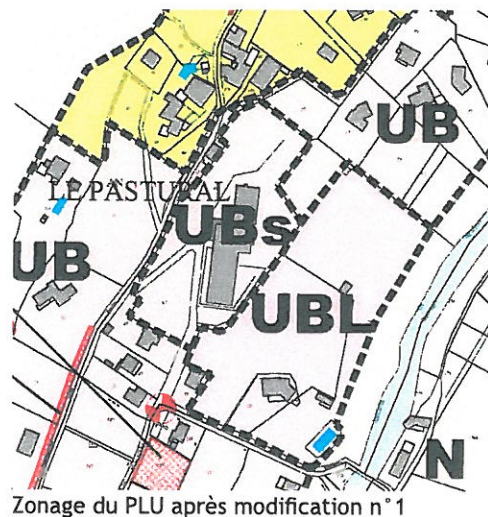 UB
LE PASTURAL
UBs
UB
UBL
N
Zonage du PLU après modification n°1